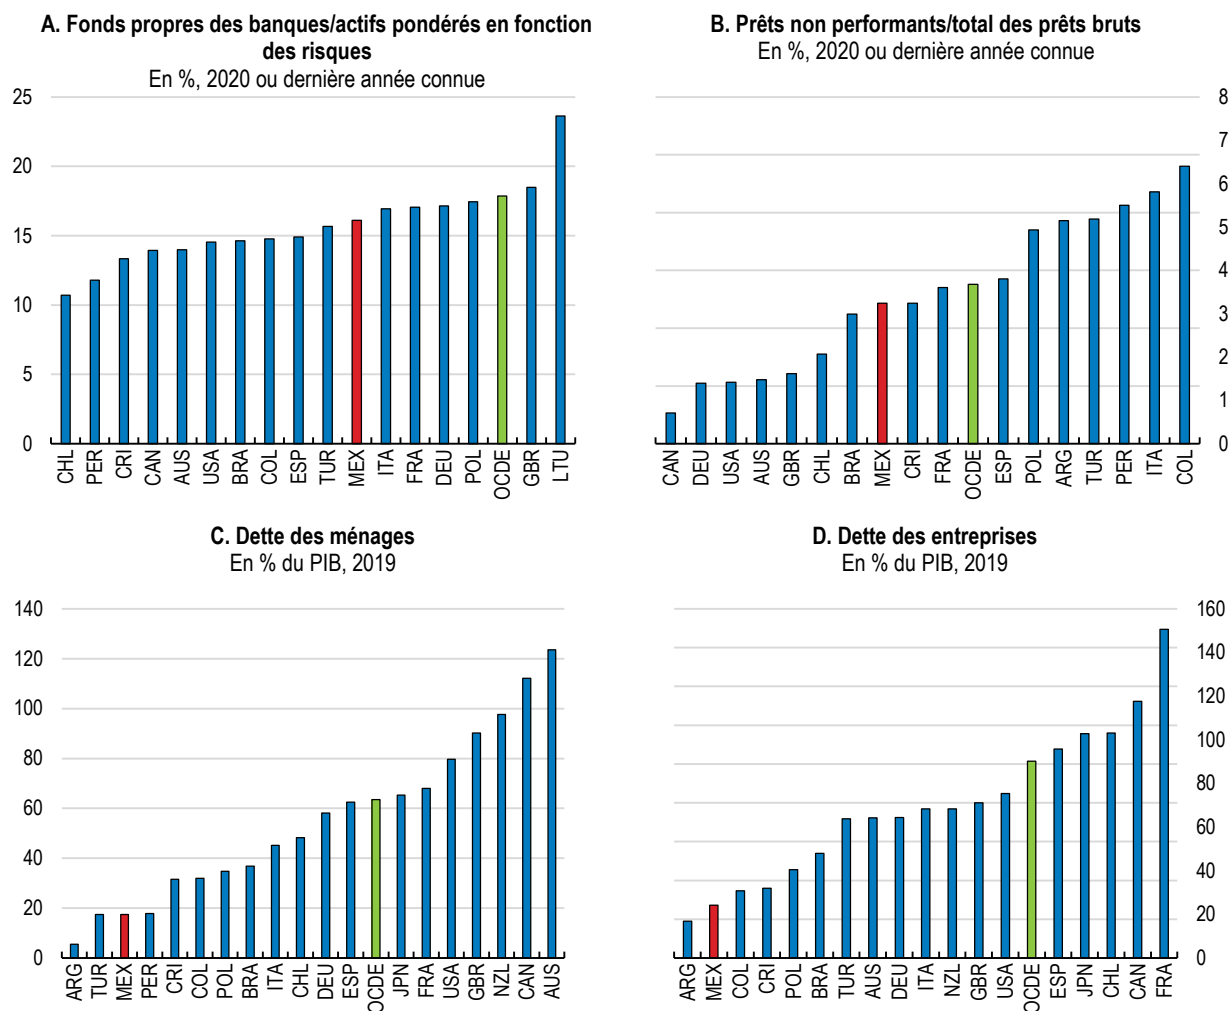 A. Fonds propres des banques/actifs pondérés en fonction
des risques
En %, 2020 ou dernière année connue
25
20
15
10
5
0
CHL
PER
CRI
CAN
AUS
USA
BRA
COL
ESP
TUR
MEX
ITA
FRA
DEU
POL
OCDE
GBR
LTU
B. Prêts non performants/total des prêts bruts
En %, 2020 ou dernière année connue
8
7
6
5
4
3
2
1
0
CAN
DEU
USA
AUS
GBR
CHL
BRA
MEX
CRI
FRA
OCDE
ESP
POL
ARG
TUR
PER
ITA
COL
C. Dette des ménages
En % du PIB, 2019
140
120
100
80
60
40
20
0
ARG
TUR
MEX
PER
CRI
COL
POL
BRA
ITA
CHL
DEU
ESP
OCDE
JPN
FRA
USA
GBR
NZL
CAN
AUS
D. Dette des entreprises
En % du PIB, 2019
160
140
120
100
80
60
40
20
0
ARG
MEX
COL
CRI
POL
BRA
TUR
AUS
DEU
ITA
NZL
GBR
USA
OCDE
ESP
JPN
CHL
CAN
FRA